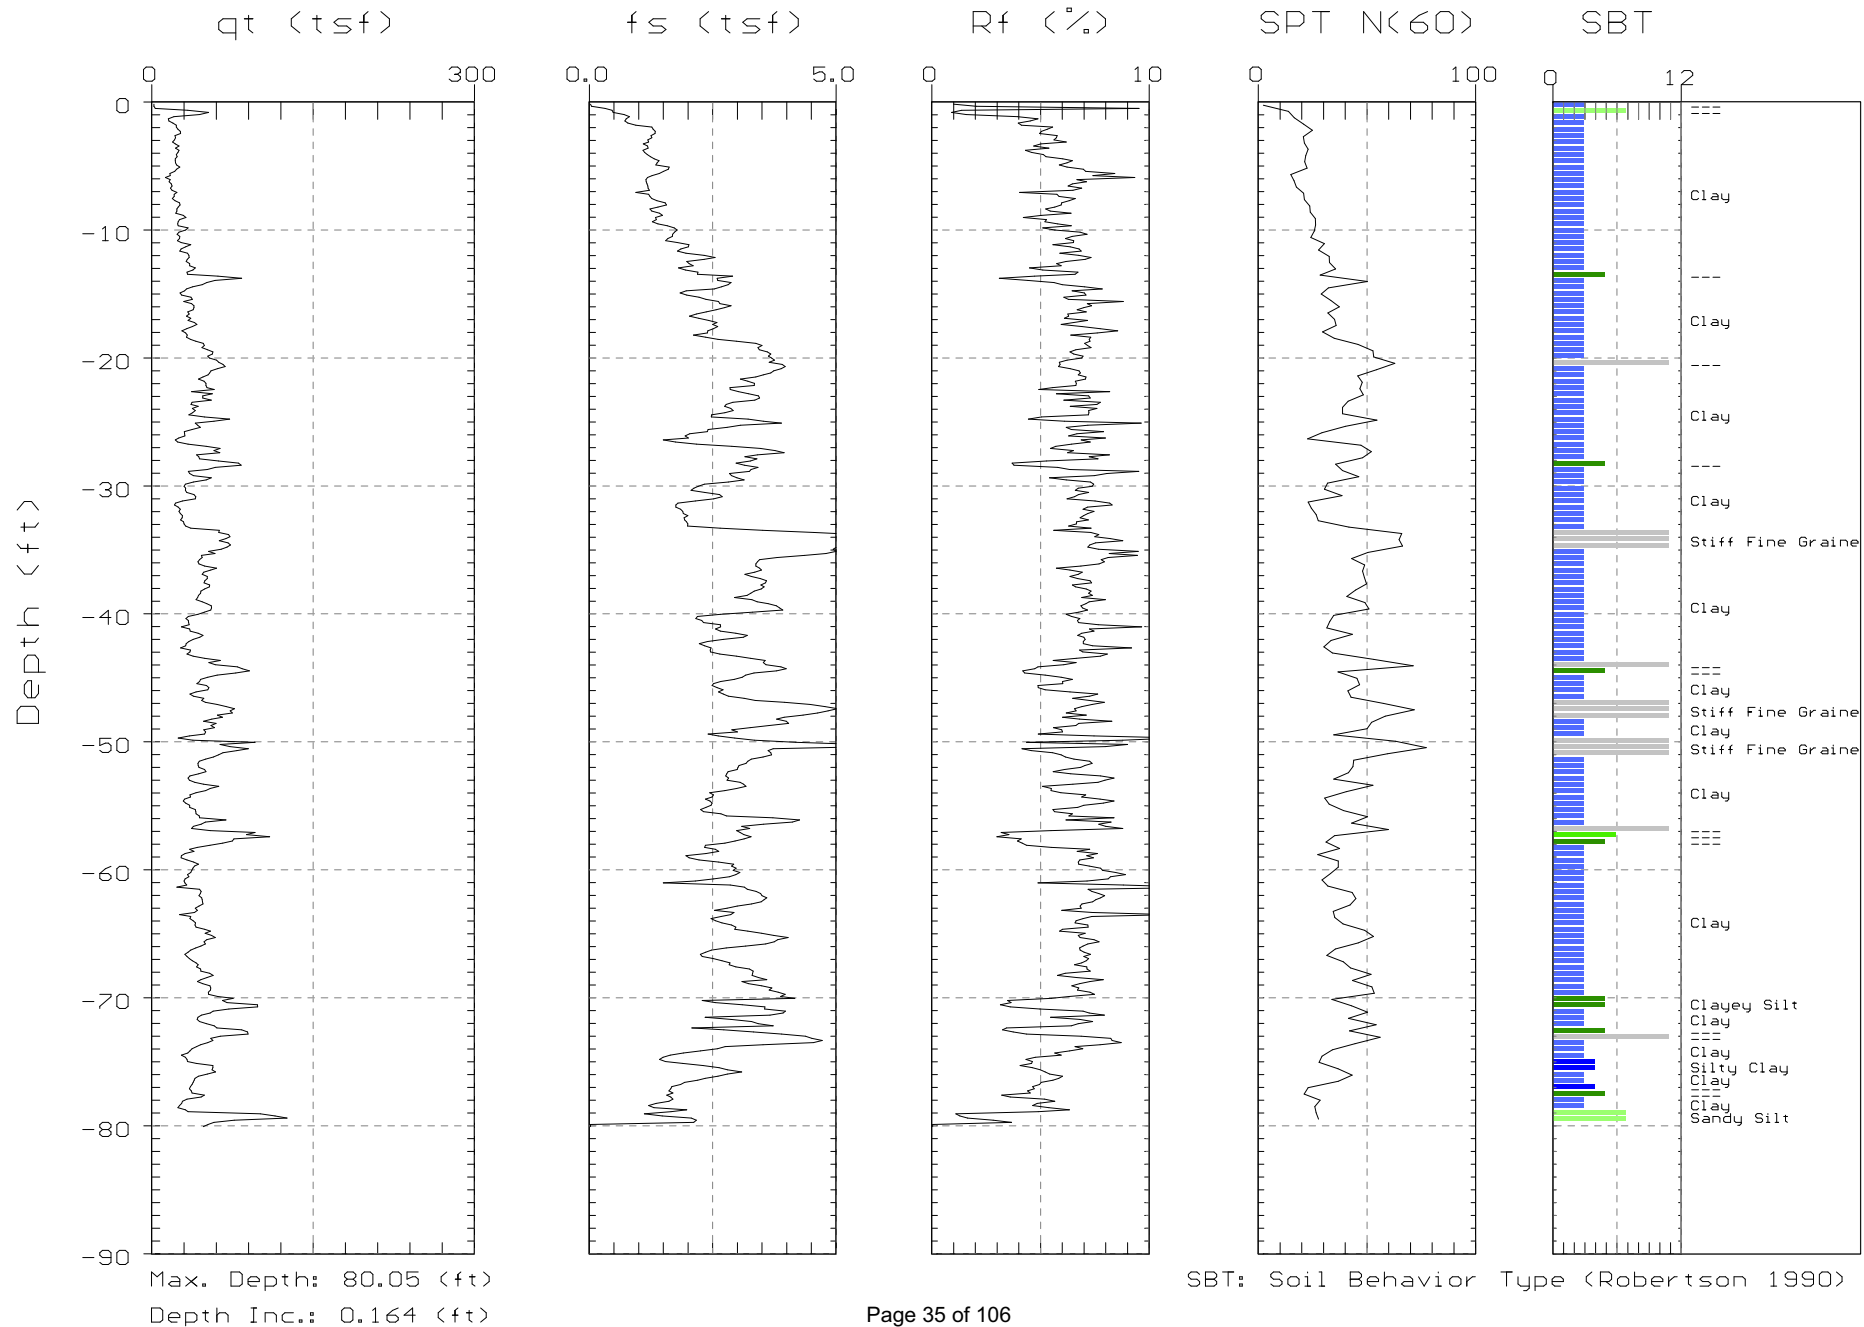 qt (tsf) fs (tsf) Rf (%) SPT N(60) SBT
0 300 0.0 5.0 0 10 0 100 0 12
0
---
---
Clay
-10
---
Clay
-20
---
Clay
---
-30
Clay
Stiff Fine Graine
Depth (ft)
-40
Clay
---
---
Clay
Stiff Fine Graine
Clay
-50
Stiff Fine Graine
Clay
---
---
---
-60
Clay
-70
Clayey Silt
Clay
---
---
Clay
Silty Clay
Clay
---
---
Clay
Sandy Silt
-80
-90
Max. Depth: 80.05 (ft)
SBT: Soil Behavior Type (Robertson 1990)
Depth Inc.: 0.164 (ft)
Page 35 of 106